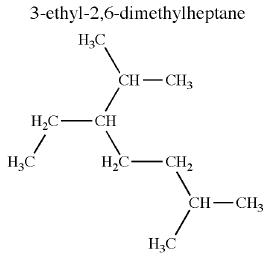 3-ethyl-2,6-dimethylheptane
H₃C
CH—CH₃
H₂C—CH
H₃C H₂C—CH₂
CH—CH₃
H₃C